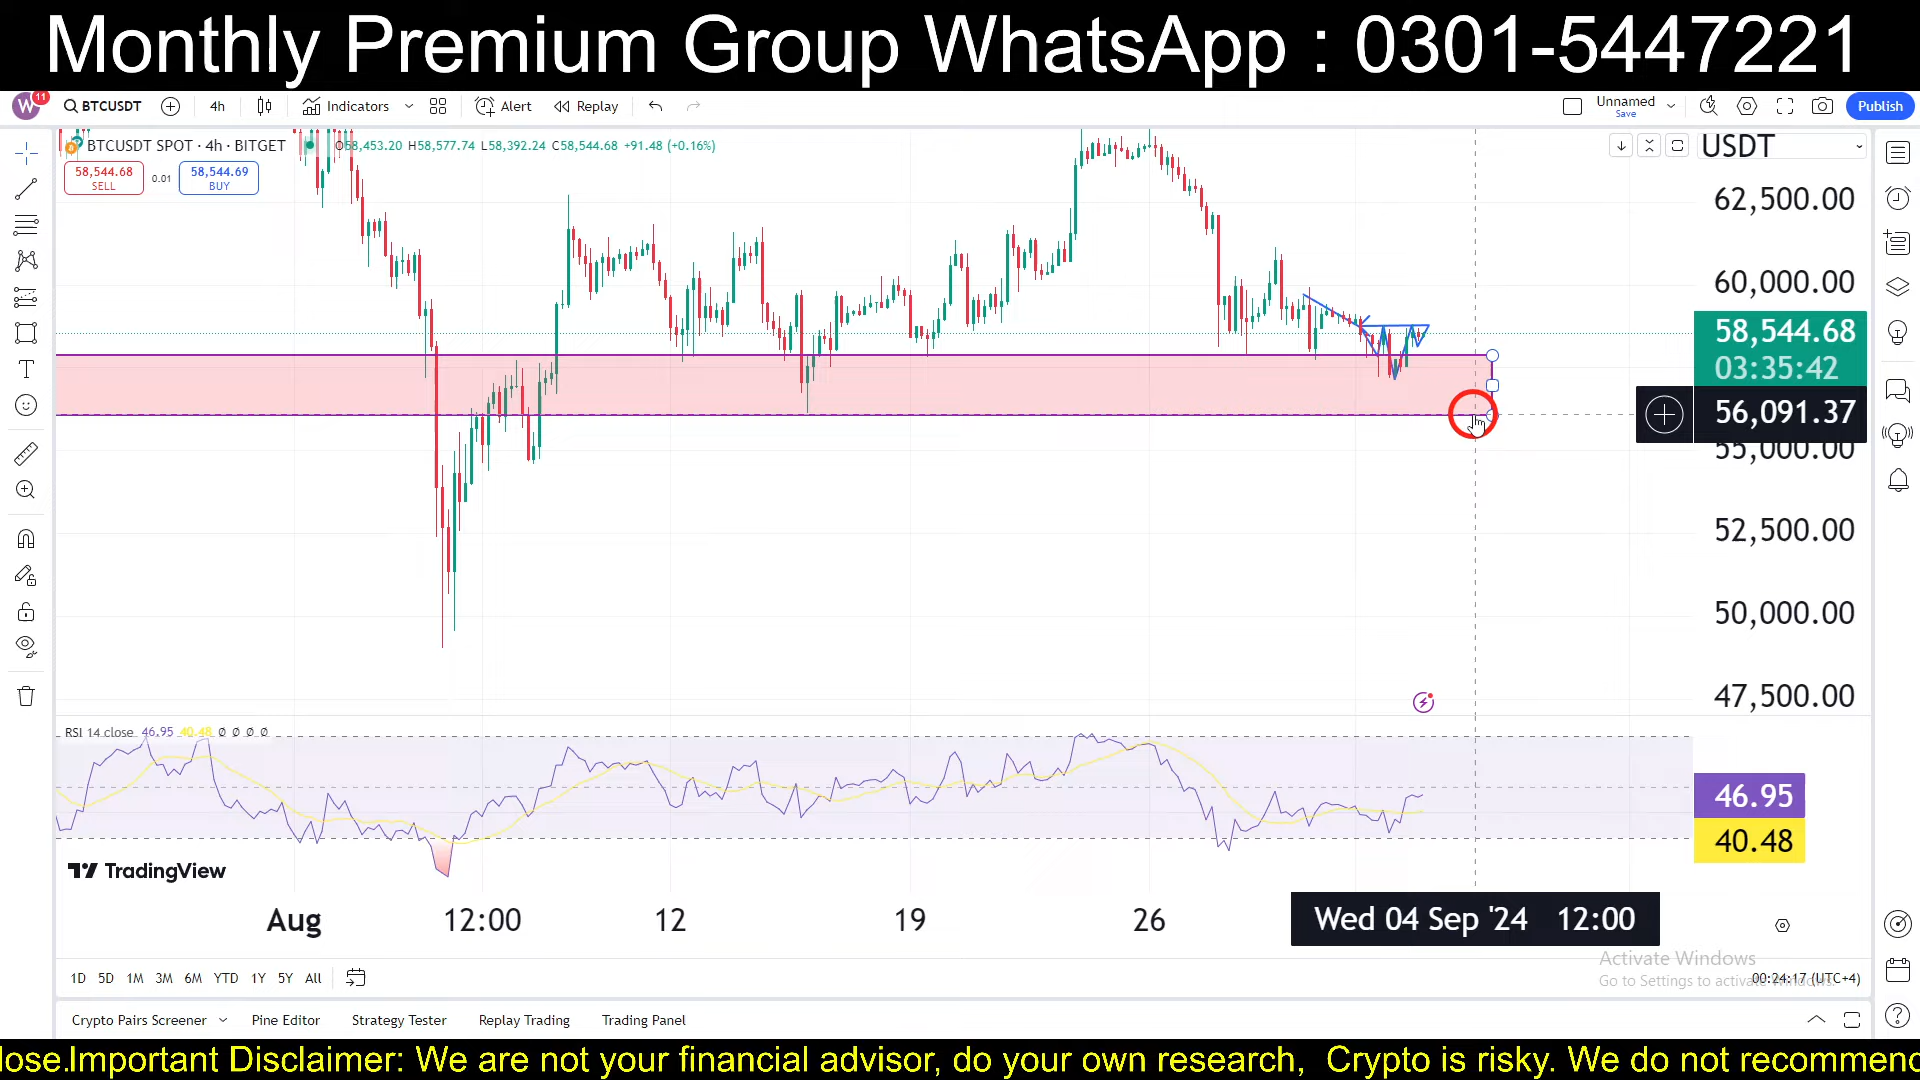 Monthly Premium Group WhatsApp : 0301-5447221
W 11 BTCUSDT 4h Indicators Alert Replay Unnamed Save Publish
BTCUSDT SPOT · 4h · BITGET O58,453.20 H58,577.74 L58,392.24 C58,544.68 +91.48 (+0.16%) USDT
58,544.68 SELL 0.01 58,544.69 BUY
62,500.00
60,000.00
58,544.68
03:35:42
56,091.37
55,000.00
52,500.00
50,000.00
47,500.00
RSI 14 close 46.95 40.48 Ø Ø Ø Ø
46.95
40.48
TradingView
Aug 12:00 12 19 26 Wed 04 Sep '24 12:00
Activate Windows
1D 5D 1M 3M 6M YTD 1Y 5Y All Go to Settings to activate 00:24:17 (UTC+4)
Crypto Pairs Screener Pine Editor Strategy Tester Replay Trading Trading Panel
lose.Important Disclaimer: We are not your financial advisor, do your own research, Crypto is risky. We do not recommend